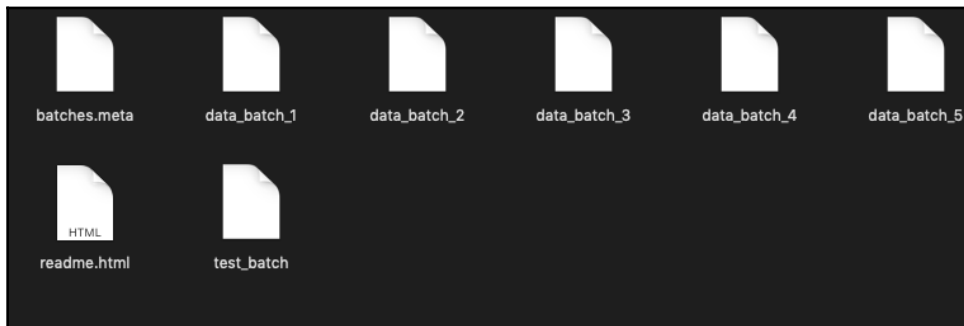 batches.meta data_batch_1 data_batch_2 data_batch_3 data_batch_4 data_batch_5
HTML
readme.html test_batch